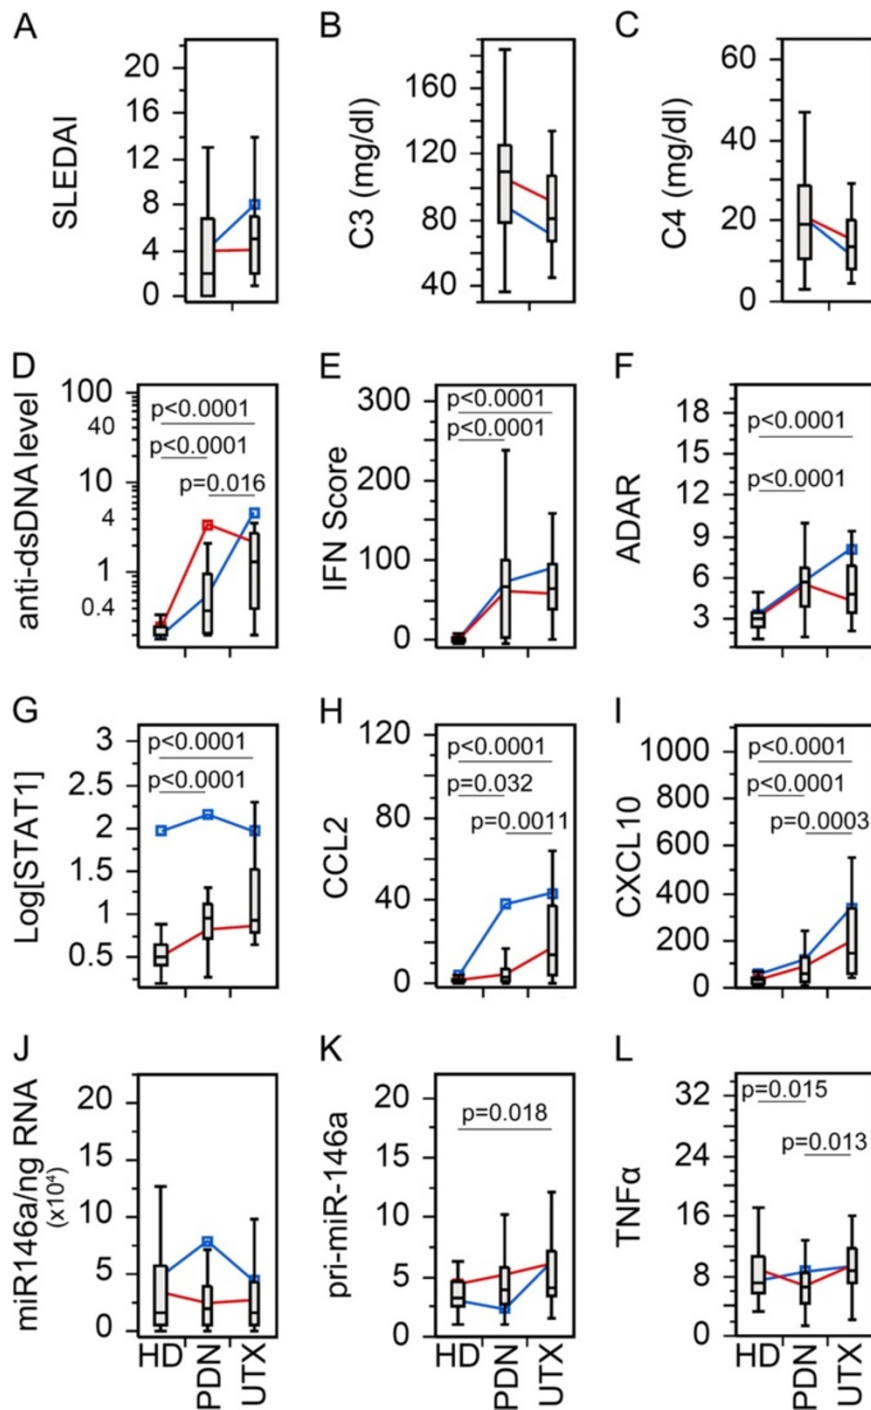 A
B
C
SLEDAI
20
16
12
8
4
0
C3 (mg/dl)
160
120
80
40
C4 (mg/dl)
60
40
20
0
D
E
F
anti-dsDNA level
100
40
10
4
1
0.4
p<0.0001
p<0.0001
p=0.016
IFN Score
300
200
100
0
p<0.0001
p<0.0001
ADAR
18
15
12
9
6
3
p<0.0001
p<0.0001
G
H
I
Log[STAT1]
3
2.5
2
1.5
1
0.5
p<0.0001
p<0.0001
CCL2
120
80
40
0
p<0.0001
p=0.032
p=0.0011
CXCL10
1000
800
600
400
200
0
p<0.0001
p<0.0001
p=0.0003
J
K
L
miR146a/ng RNA
(x10⁴)
20
15
10
5
0
HD
PDN
UTX
pri-miR-146a
20
15
10
5
0
p=0.018
HD
PDN
UTX
TNFα
32
24
16
8
0
p=0.015
p=0.013
HD
PDN
UTX